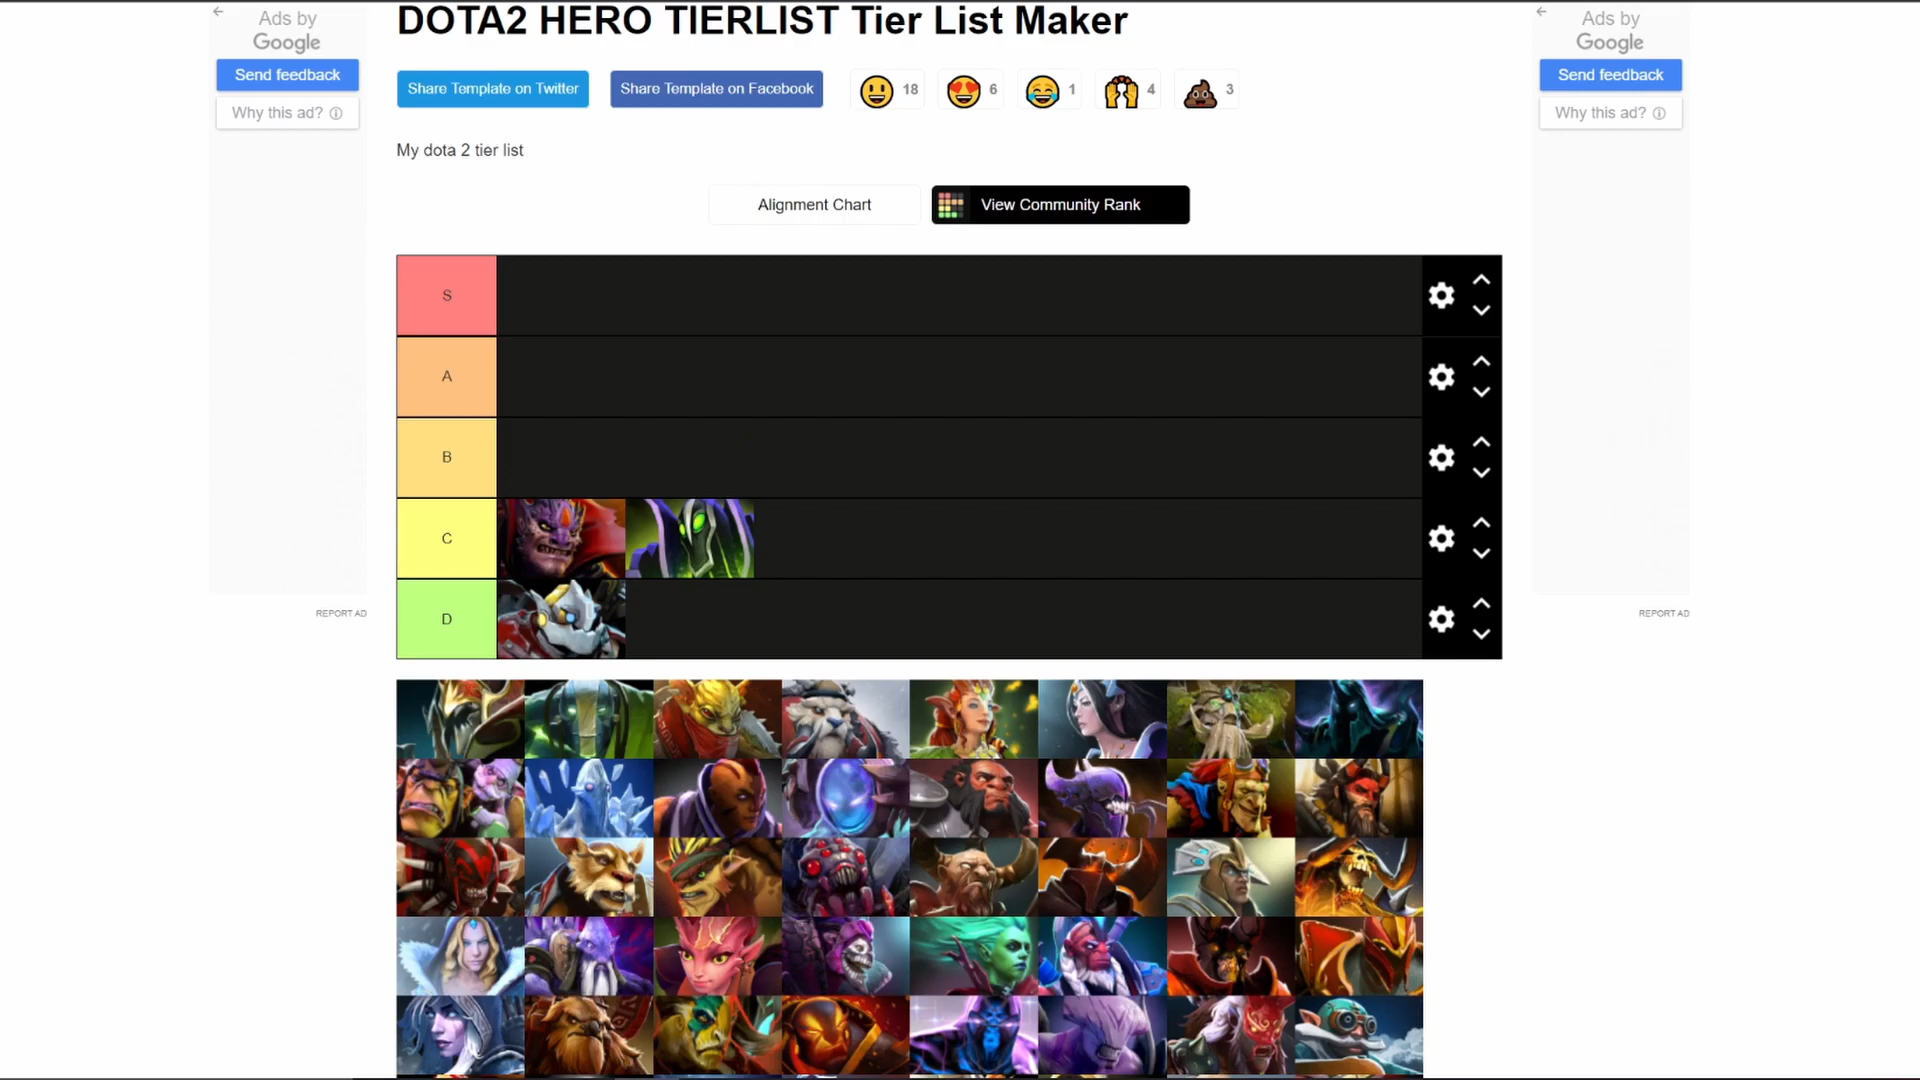 DOTA2 HERO TIERLIST Tier List Maker
Ads by
Google
Send feedback
Why this ad?
REPORT AD
Share Template on Twitter
Share Template on Facebook
18
6
1
4
3
My dota 2 tier list
Alignment Chart
View Community Rank
S
A
B
C
D
Ads by
Google
Send feedback
Why this ad?
REPORT AD